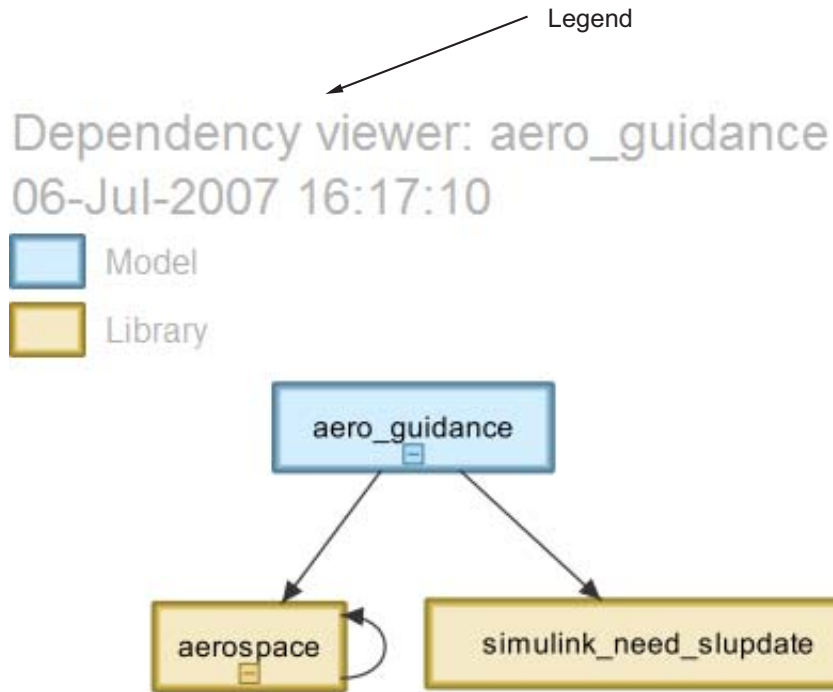 Legend
Dependency viewer: aero_guidance
06-Jul-2007 16:17:10
Model
Library
aero_guidance
aerospace
simulink_need_slupdate